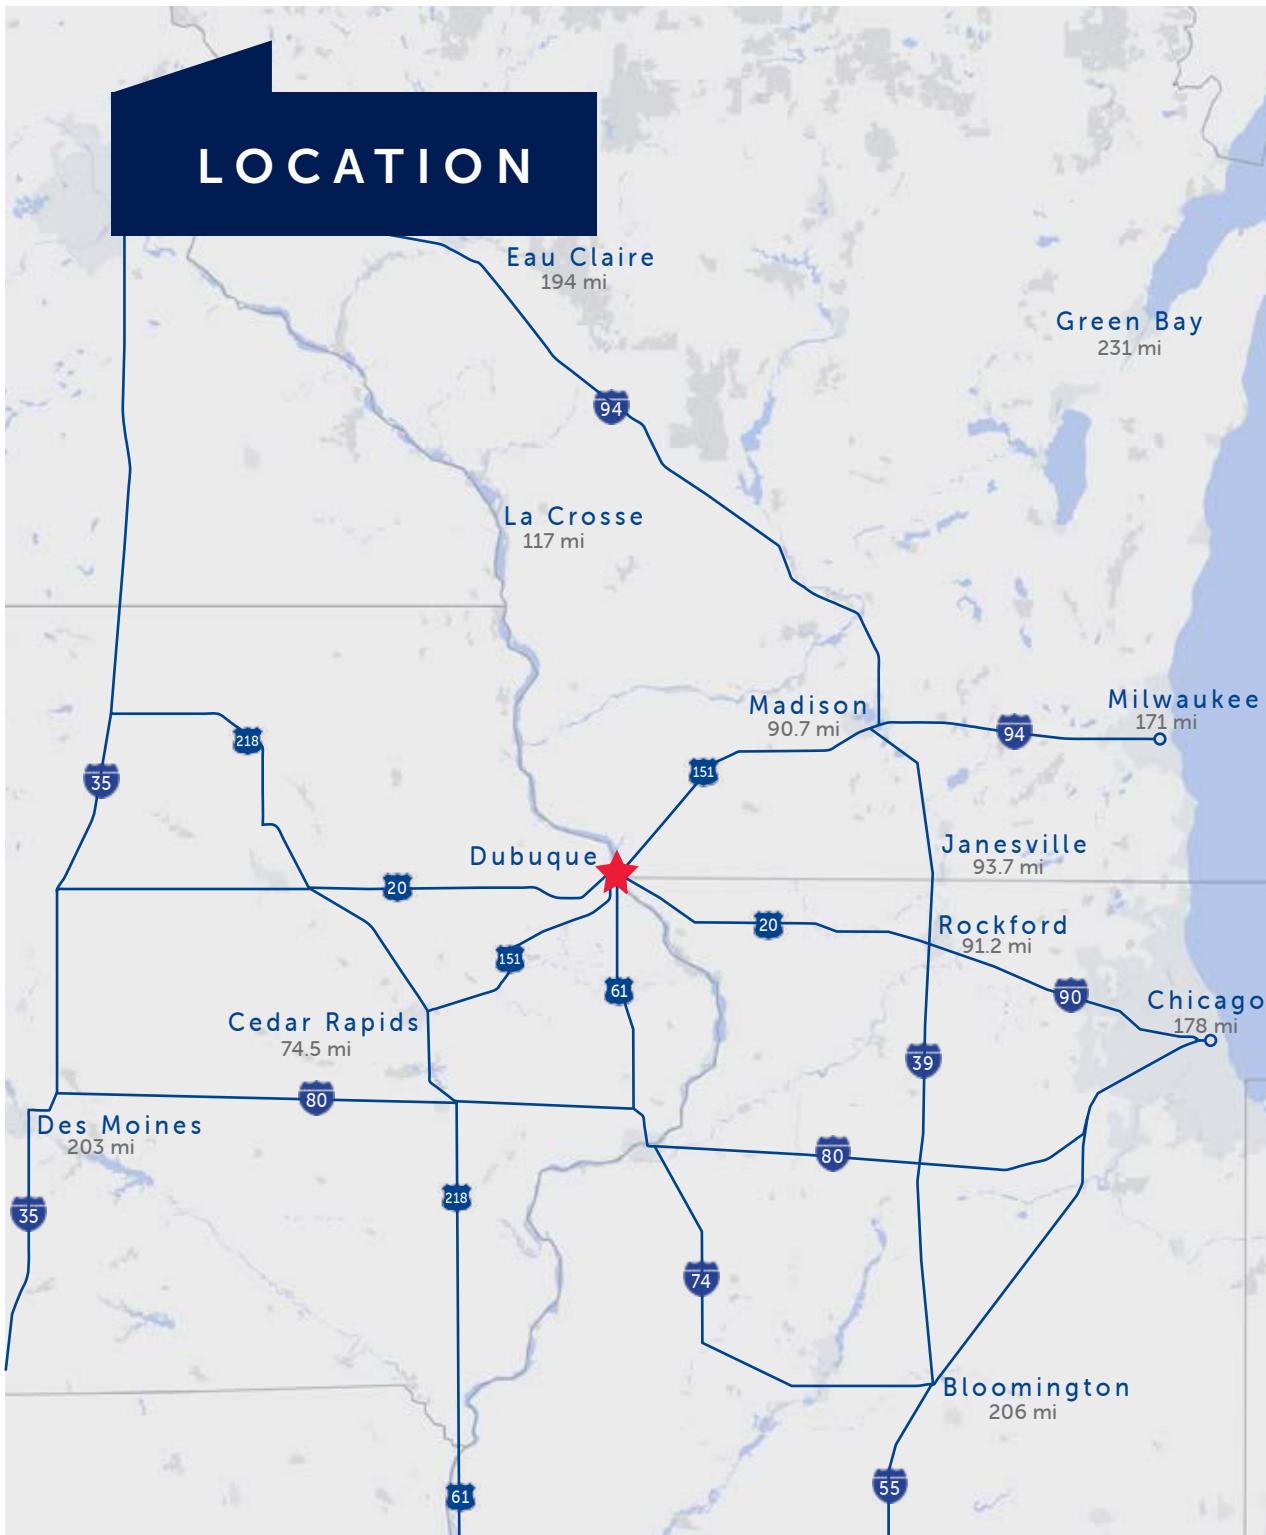 LOCATION
Eau Claire
194 mi
Green Bay
231 mi
94
La Crosse
117 mi
Madison
90.7 mi
Milwaukee
171 mi
94
218
151
35
Dubuque
Janesville
93.7 mi
20
20
Rockford
91.2 mi
151
61
90
Chicago
178 mi
Cedar Rapids
74.5 mi
39
80
Des Moines
203 mi
80
218
35
74
Bloomington
206 mi
55
61